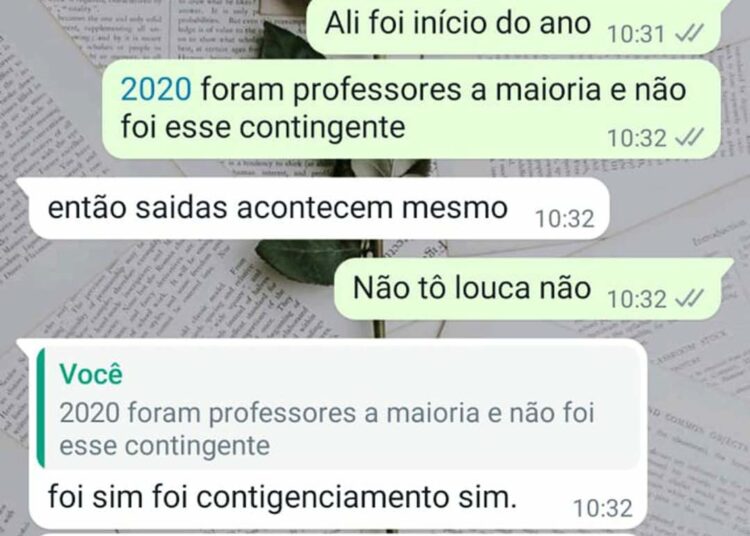 Ali foi início do ano 10:31
2020 foram professores a maioria e não
foi esse contingente 10:32
então saidas acontecem mesmo 10:32
Não tô louca não 10:32
Você
2020 foram professores a maioria e não foi
esse contingente
foi sim foi contigenciamento sim. 10:32